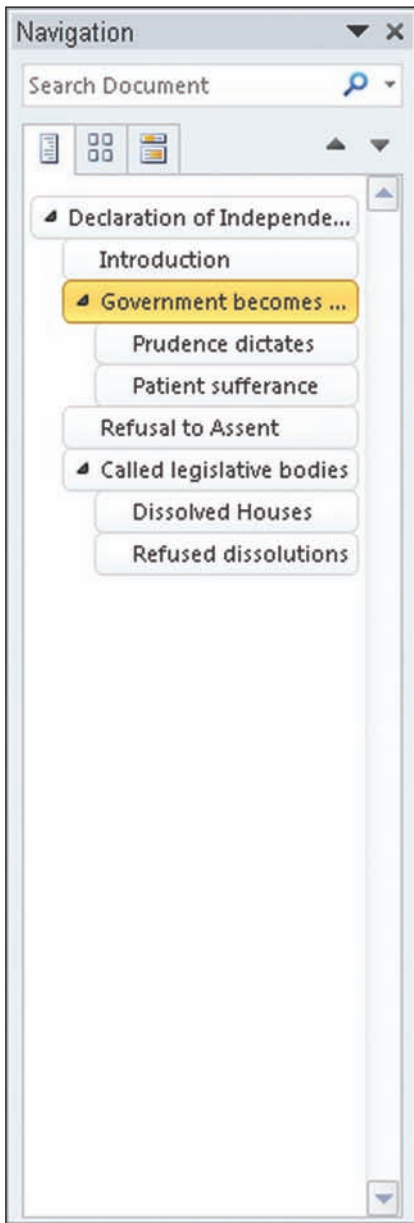 Navigation
Search Document
Declaration of Independe...
Introduction
Government becomes ...
Prudence dictates
Patient sufferance
Refusal to Assent
Called legislative bodies
Dissolved Houses
Refused dissolutions